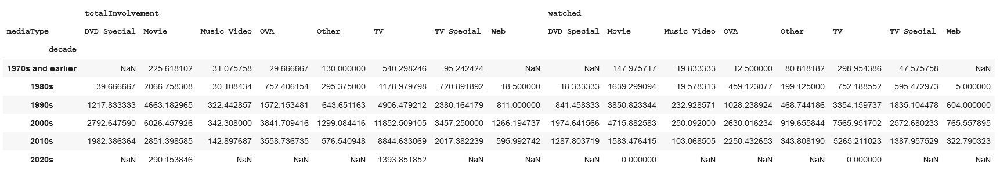 totalInvolvement watched
mediaType DVD Special Movie Music Video OVA Other TV TV Special Web DVD Special Movie Music Video OVA Other TV TV Special Web
decade
1970s and earlier NaN 225.618102 31.075758 29.666667 130.000000 540.298246 95.242424 NaN NaN 147.975717 19.833333 12.500000 80.818182 298.954386 47.575758 NaN
1980s 39.666667 2066.758308 30.108434 752.406154 295.375000 1178.979798 720.891892 18.500000 18.333333 1639.299094 19.578313 459.123077 199.125000 752.188552 595.472973 5.000000
1990s 1217.833333 4663.182965 322.442857 1572.153481 643.651163 4906.479212 2380.164179 811.000000 841.458333 3850.823344 232.928571 1028.238924 468.744186 3354.159737 1835.104478 604.000000
2000s 2792.647590 6026.457926 342.308000 3841.709416 1299.084416 11852.509105 3457.250000 1266.194737 1974.641566 4715.882583 250.092000 2630.016234 919.655844 7565.951702 2572.680233 765.557895
2010s 1982.386364 2851.398585 142.897687 3558.736735 576.540948 8844.633069 2017.382239 595.992742 1287.803719 1583.476415 103.068505 2250.432653 343.808190 5265.211023 1387.957529 322.790323
2020s NaN 290.153846 NaN NaN NaN 1393.851852 NaN NaN NaN 0.000000 NaN NaN NaN 0.000000 NaN NaN